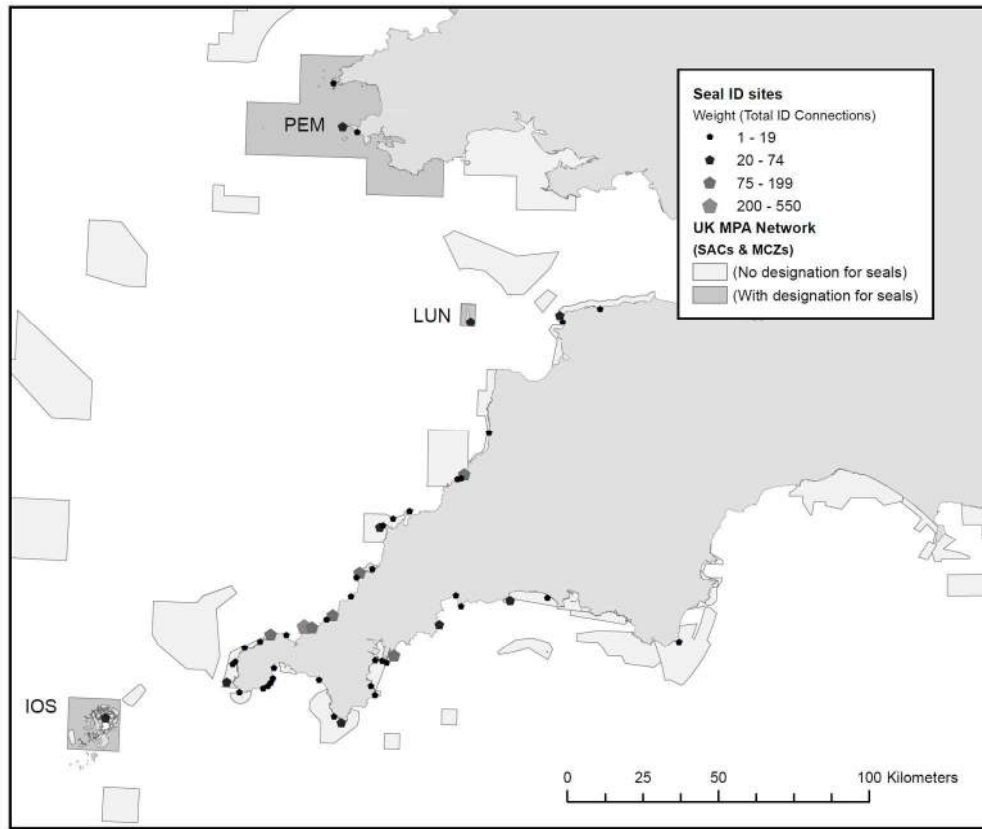 PEM
LUN
IOS
Seal ID sites
Weight (Total ID Connections)
1 - 19
20 - 74
75 - 199
200 - 550
UK MPA Network
(SACs & MCZs)
(No designation for seals)
(With designation for seals)
0 25 50 100 Kilometers